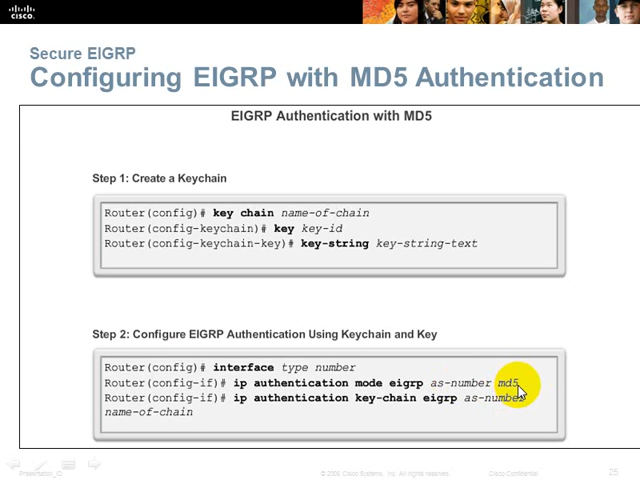 CISCO
Secure EIGRP
Configuring EIGRP with MD5 Authentication
EIGRP Authentication with MD5
Step 1: Create a Keychain
Router(config)# key chain name-of-chain
Router(config-keychain)# key key-id
Router(config-keychain-key)# key-string key-string-text
Step 2: Configure EIGRP Authentication Using Keychain and Key
Router(config)# interface type number
Router(config-if)# ip authentication mode eigrp as-number md5
Router(config-if)# ip authentication key-chain eigrp as-number
name-of-chain
Presentation_ID
Cisco Systems, Inc. All rights reserved.
Cisco Confidential